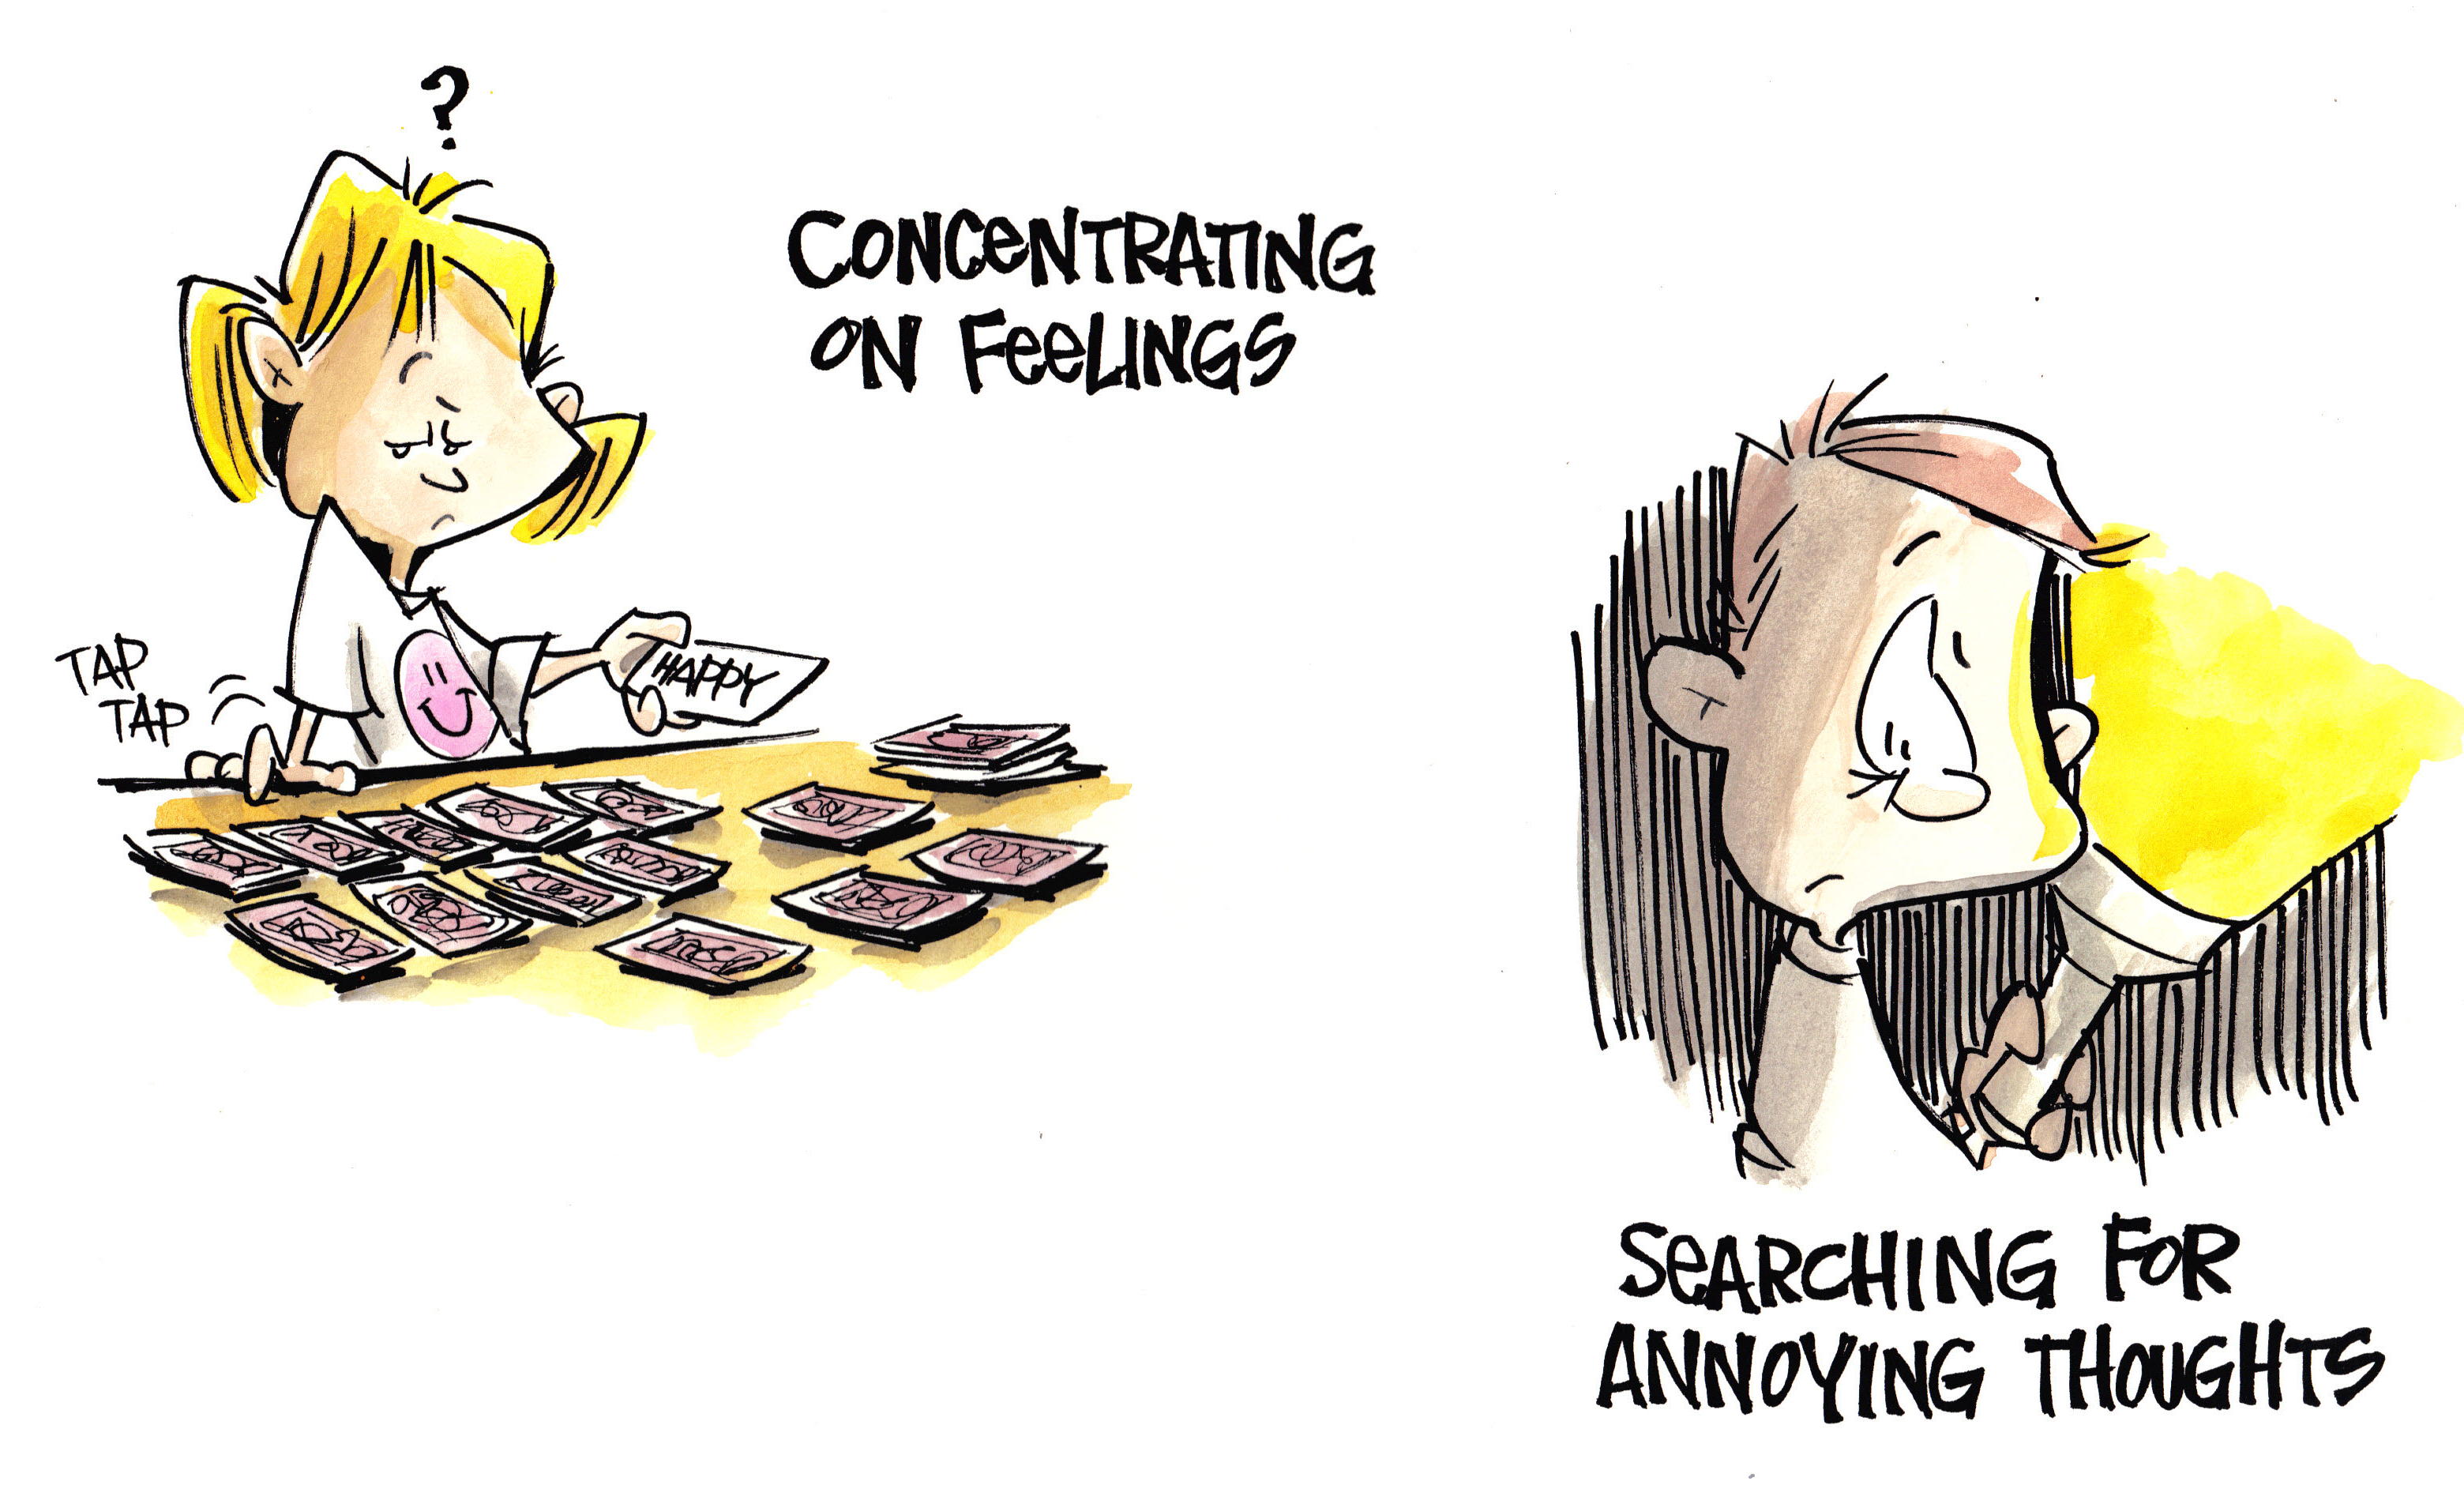 ?
CONCENTRATING
ON FEELINGS
TAP
TAP
HAPPY
SEARCHING FOR
ANNOYING THOUGHTS